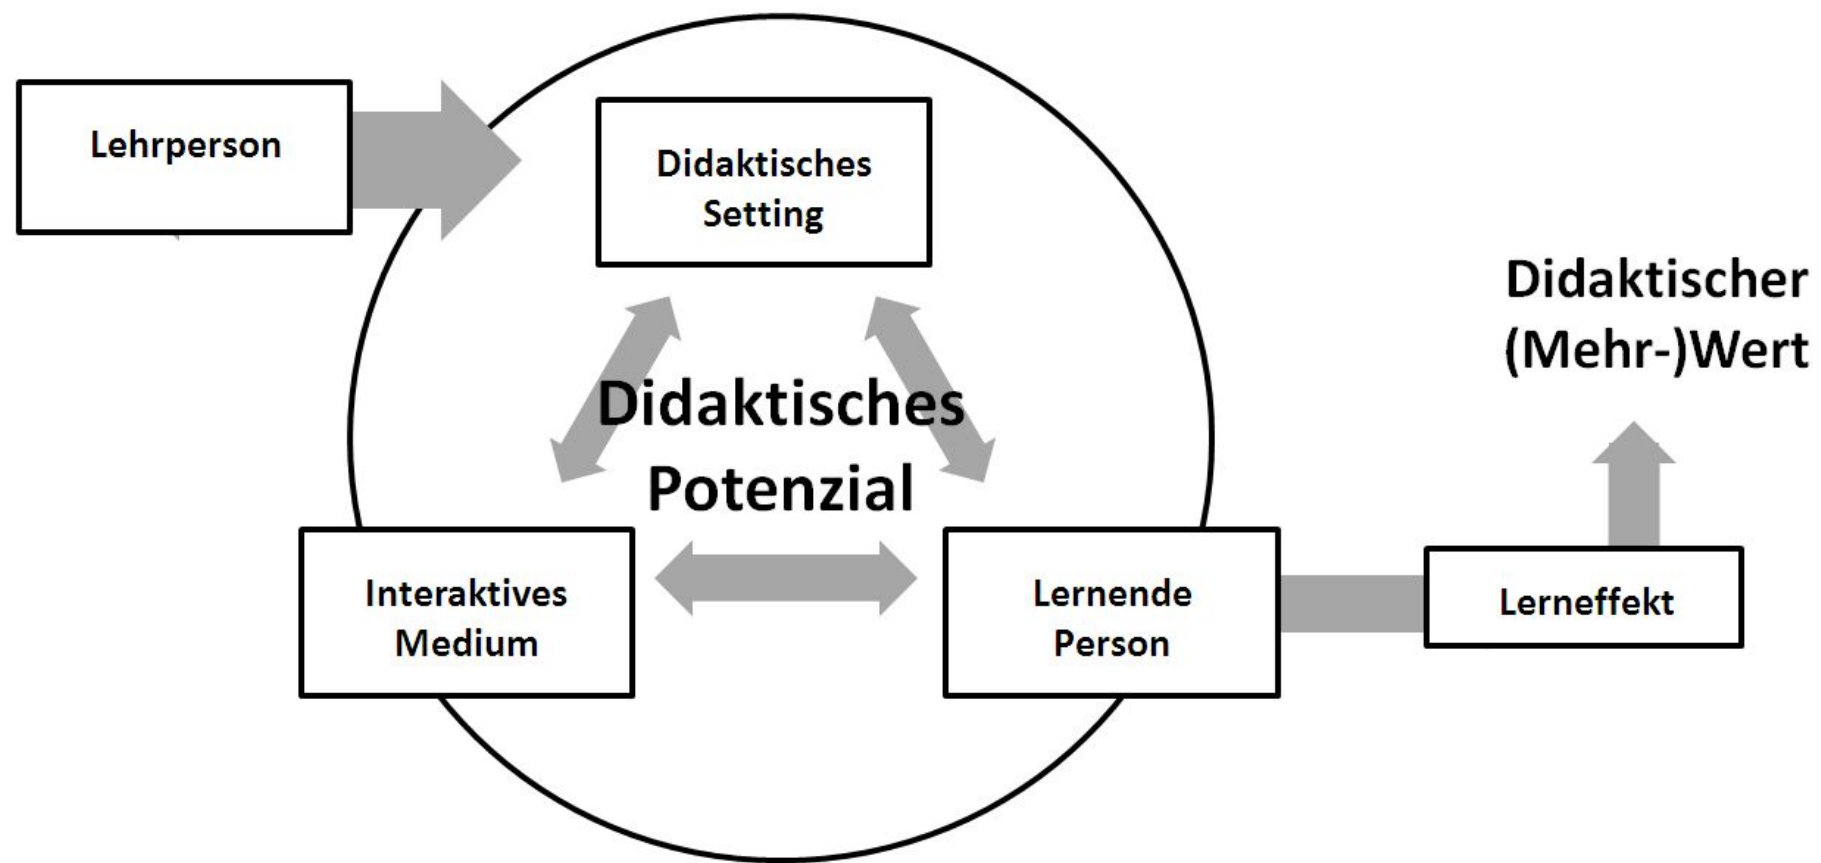 Lehrperson
Didaktisches
Setting
Didaktischer
(Mehr-)Wert
Didaktisches
Potenzial
Interaktives
Medium
Lernende
Person
Lerneffekt